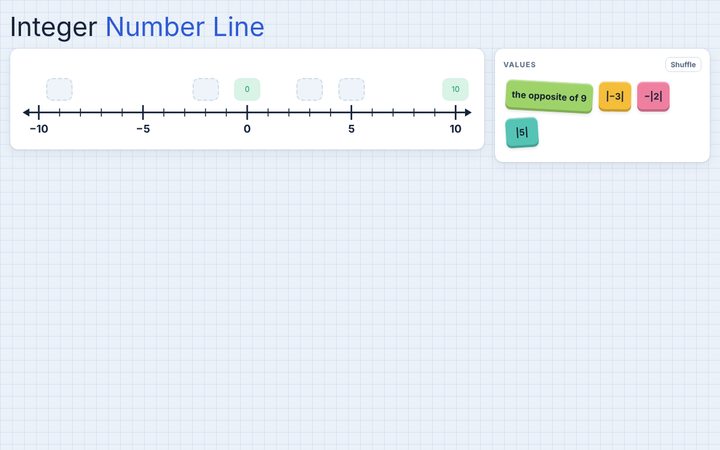 Integer Number Line
0 10
−10 −5 0 5 10
VALUES Shuffle
the opposite of 9 |−3| −|2|
|5|